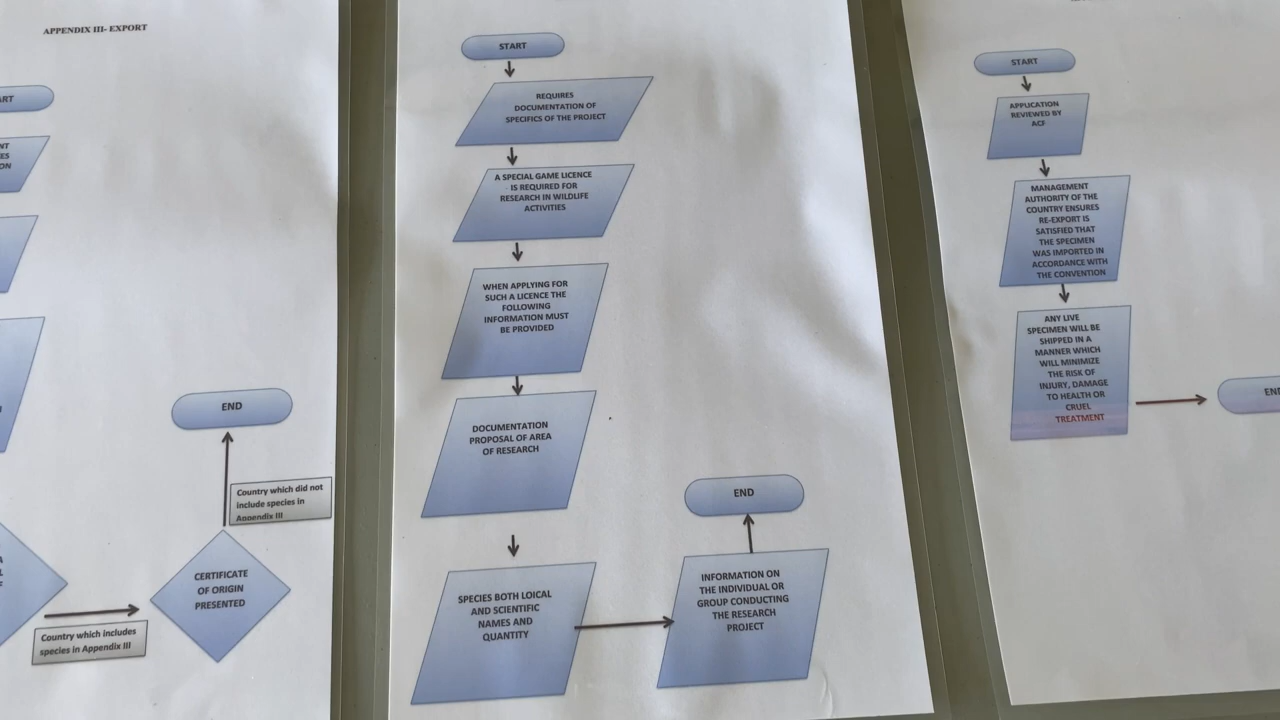 APPENDIX III- EXPORT
END
Country which did not
include species in
Appendix III
CERTIFICATE
OF ORIGIN
PRESENTED
Country which includes
species in Appendix III
START
REQUIRES
DOCUMENTATION OF
SPECIFICS OF THE PROJECT
A SPECIAL GAME LICENCE
IS REQUIRED FOR
RESEARCH IN WILDLIFE
ACTIVITIES
WHEN APPLYING FOR
SUCH A LICENCE THE
FOLLOWING
INFORMATION MUST
BE PROVIDED
DOCUMENTATION
PROPOSAL OF AREA
OF RESEARCH
SPECIES BOTH LOICAL
AND SCIENTIFIC
NAMES AND
QUANTITY
INFORMATION ON
THE INDIVIDUAL OR
GROUP CONDUCTING
THE RESEARCH
PROJECT
END
START
APPLICATION
REVIEWED BY
ACF
MANAGEMENT
AUTHORITY OF THE
COUNTRY ENSURES
RE-EXPORT IS
SATISFIED THAT
THE SPECIMEN
WAS IMPORTED IN
ACCORDANCE WITH
THE CONVENTION
ANY LIVE
SPECIMEN WILL BE
SHIPPED IN A
MANNER WHICH
WILL MINIMIZE
THE RISK OF
INJURY, DAMAGE
TO HEALTH OR
CRUEL
TREATMENT